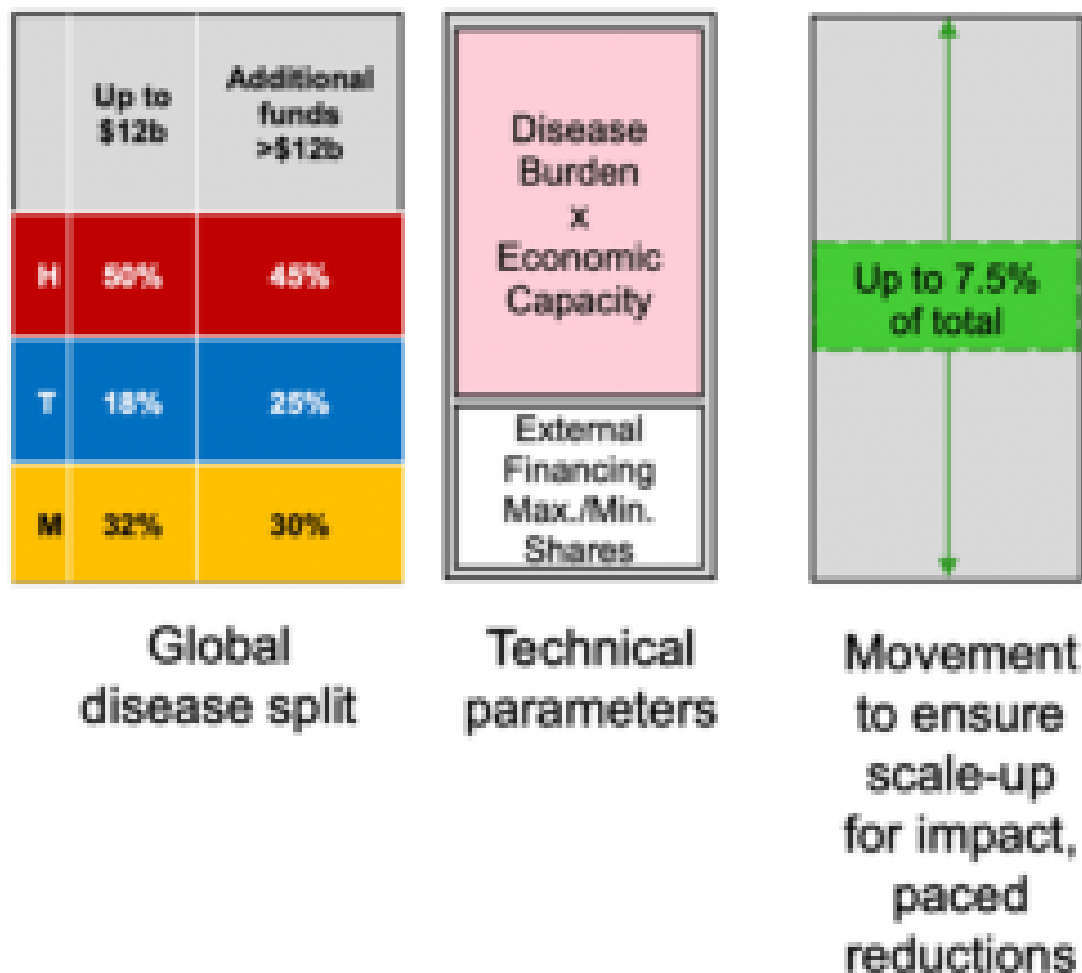 Up to
$12b
Additional
funds
>$12b
H 50% 45%
T 18% 25%
M 32% 30%
Global
disease split
Disease
Burden
x
Economic
Capacity
External
Financing
Max./Min.
Shares
Technical
parameters
Up to 7.5%
of total
Movement
to ensure
scale-up
for impact,
paced
reductions